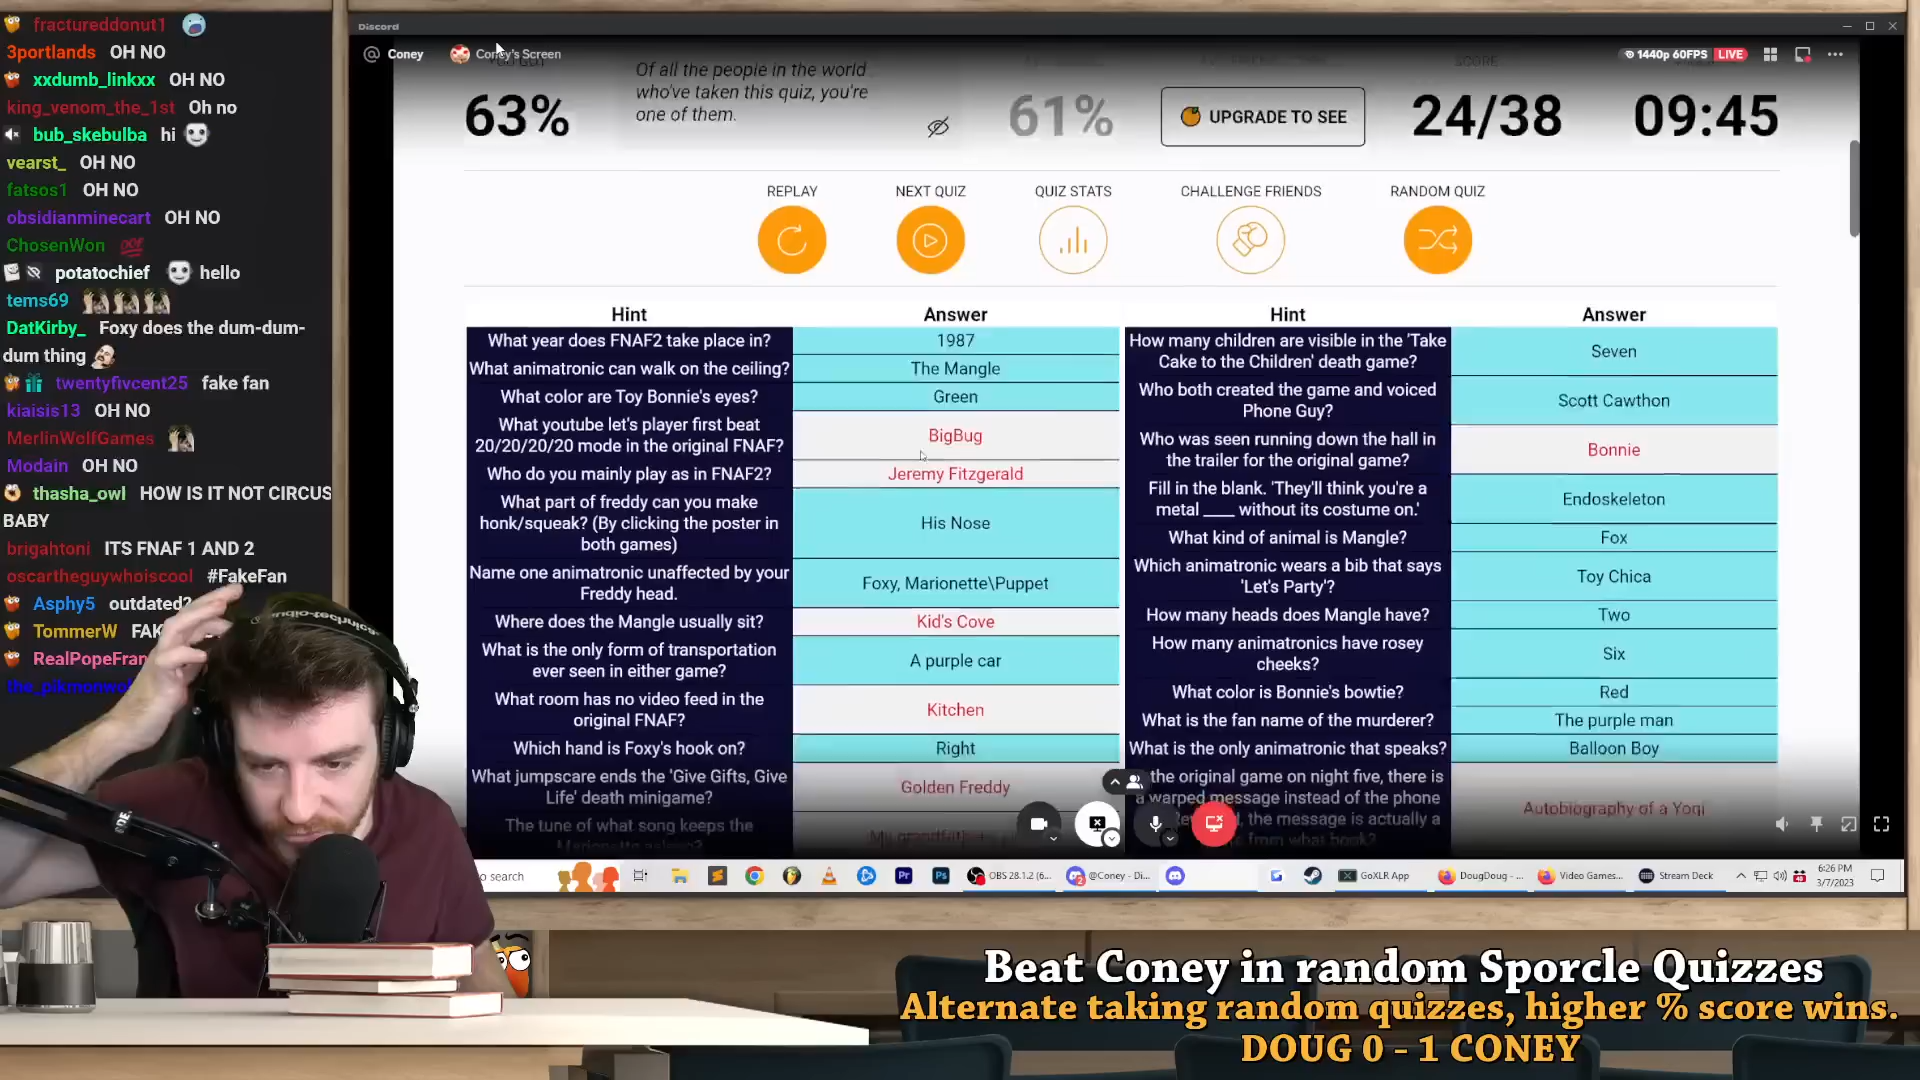 fractureddonut1
3portlands OH NO
xxdumb_linkxx OH NO
king_venom_the_1st Oh no
bub_skebulba hi
vearst_ OH NO
fatsos1 OH NO
obsidianminecart OH NO
ChosenWon 💯
potatochief hello
tems69
DatKirby_ Foxy does the dum-dum-
dum thing
twentyfivcent25 fake fan
kiaisis13 OH NO
MerlinWolfGames
Modain OH NO
thasha_owl HOW IS IT NOT CIRCUS
BABY
brigahtoni ITS FNAF 1 AND 2
oscartheguywhoiscool #FakeFan
Asphy5 outdated?
TommerW
Discord
@ Coney
Coney's Screen
1440p 60FPS LIVE
SCORE
63%
Of all the people in the world
who've taken this quiz, you're
one of them.
61%
UPGRADE TO SEE
24/38
09:45
REPLAY
NEXT QUIZ
QUIZ STATS
CHALLENGE FRIENDS
RANDOM QUIZ
Hint Answer
What year does FNAF2 take place in? 1987
What animatronic can walk on the ceiling? The Mangle
What color are Toy Bonnie's eyes? Green
What youtube let's player first beat
20/20/20/20 mode in the original FNAF? BigBug
Who do you mainly play as in FNAF2? Jeremy Fitzgerald
What part of freddy can you make
honk/squeak? (By clicking the poster in
both games) His Nose
Name one animatronic unaffected by your
Freddy head. Foxy, Marionette\Puppet
Where does the Mangle usually sit? Kid's Cove
What is the only form of transportation
ever seen in either game? A purple car
What room has no video feed in the
original FNAF? Kitchen
Which hand is Foxy's hook on? Right
What jumpscare ends the 'Give Gifts, Give
Life' death minigame? Golden Freddy
The tune of what song keeps the
Marionette asleep?
Hint Answer
How many children are visible in the 'Take
Cake to the Children' death game? Seven
Who both created the game and voiced
Phone Guy? Scott Cawthon
Who was seen running down the hall in
the trailer for the original game? Bonnie
Fill in the blank. 'They'll think you're a
metal ____ without its costume on.' Endoskeleton
What kind of animal is Mangle? Fox
Which animatronic wears a bib that says
'Let's Party'? Toy Chica
How many heads does Mangle have? Two
How many animatronics have rosey
cheeks? Six
What color is Bonnie's bowtie? Red
What is the fan name of the murderer? The purple man
What is the only animatronic that speaks? Balloon Boy
the original game on night five, there is
a warped message instead of the phone
the message is actually a
from what book? Autobiography of a Yogi
o search
OBS 28.1.2 (6...
@Coney - Di...
GoXLR App
DougDoug - ...
Video Games...
Stream Deck
6:26 PM
3/7/2023
Beat Coney in random Sporcle Quizzes
Alternate taking random quizzes, higher % score wins.
DOUG 0 - 1 CONEY